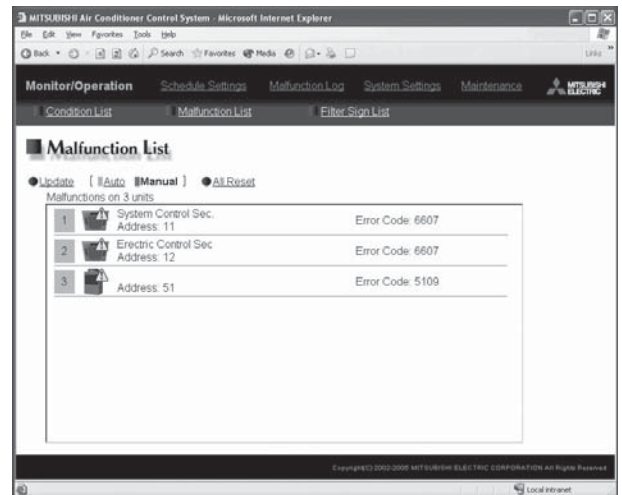 MITSUBISHI Air Conditioner Control System - Microsoft Internet Explorer
File Edit View Favorites Tools Help
Back Search Favorites Media Links
Monitor/Operation Schedule Settings Malfunction Log System Settings Maintenance MITSUBISHI ELECTRIC
Condition List Malfunction List Filter Sign List
Malfunction List
Update [ Auto Manual ] All Reset
Malfunctions on 3 units
1 System Control Sec. Error Code: 6607
Address: 11
2 Erectric Control Sec Error Code: 6607
Address: 12
3 Address: 51 Error Code: 5109
Copyright(C) 2002-2005 MITSUBISHI ELECTRIC CORPORATION All Rights Reserved
Local intranet